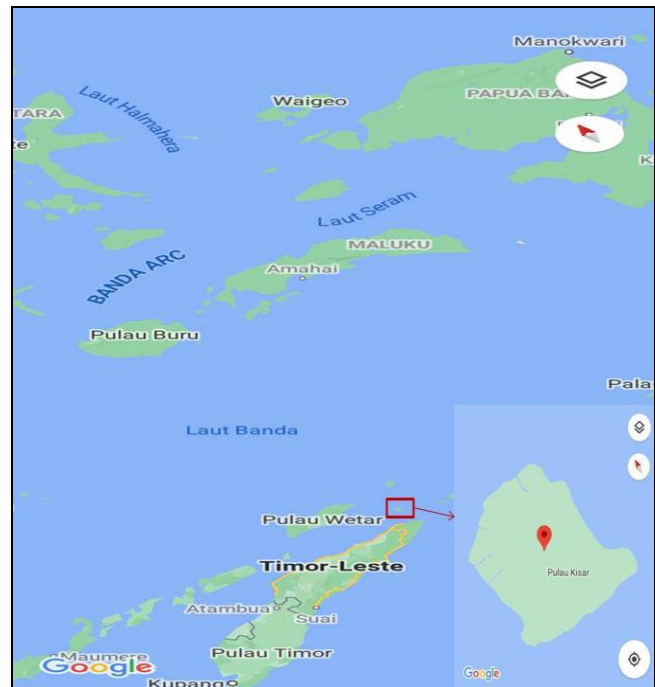 Manokwari
Laut Halmahera
Waigeo
PAPUA BA
TARA
Laut Seram
MALUKU
Amahai
BANDA ARC
Pulau Buru
Pala
Laut Banda
Pulau Wetar
Pulau Kisar
Timor-Leste
Atambua
Suai
Pulau Timor
Maumere
Google
Google
Kupang